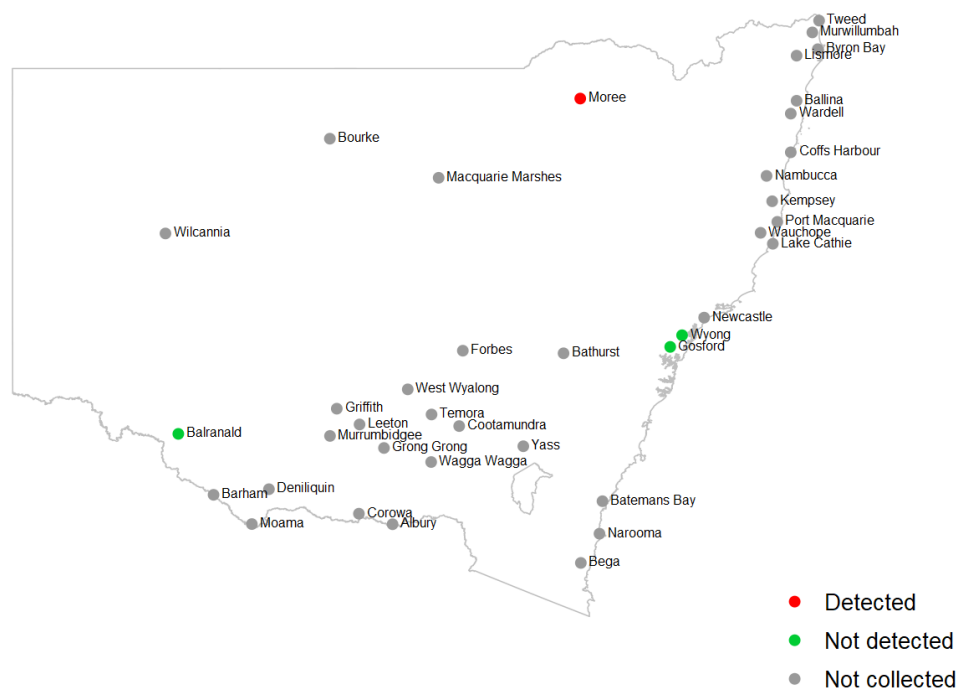 Tweed
Murwillumbah
Byron Bay
Lismore
Moree
Ballina
Wardell
Bourke
Coffs Harbour
Macquarie Marshes
Nambucca
Kempsey
Port Macquarie
Wilcannia
Wauchope
Lake Cathie
Newcastle
Wyong
Gosford
Forbes
Bathurst
West Wyalong
Griffith
Temora
Leeton
Cootamundra
Balranald
Murrumbidgee
Grong Grong
Yass
Wagga Wagga
Deniliquin
Barham
Batemans Bay
Corowa
Moama
Albury
Narooma
Bega
Detected
Not detected
Not collected